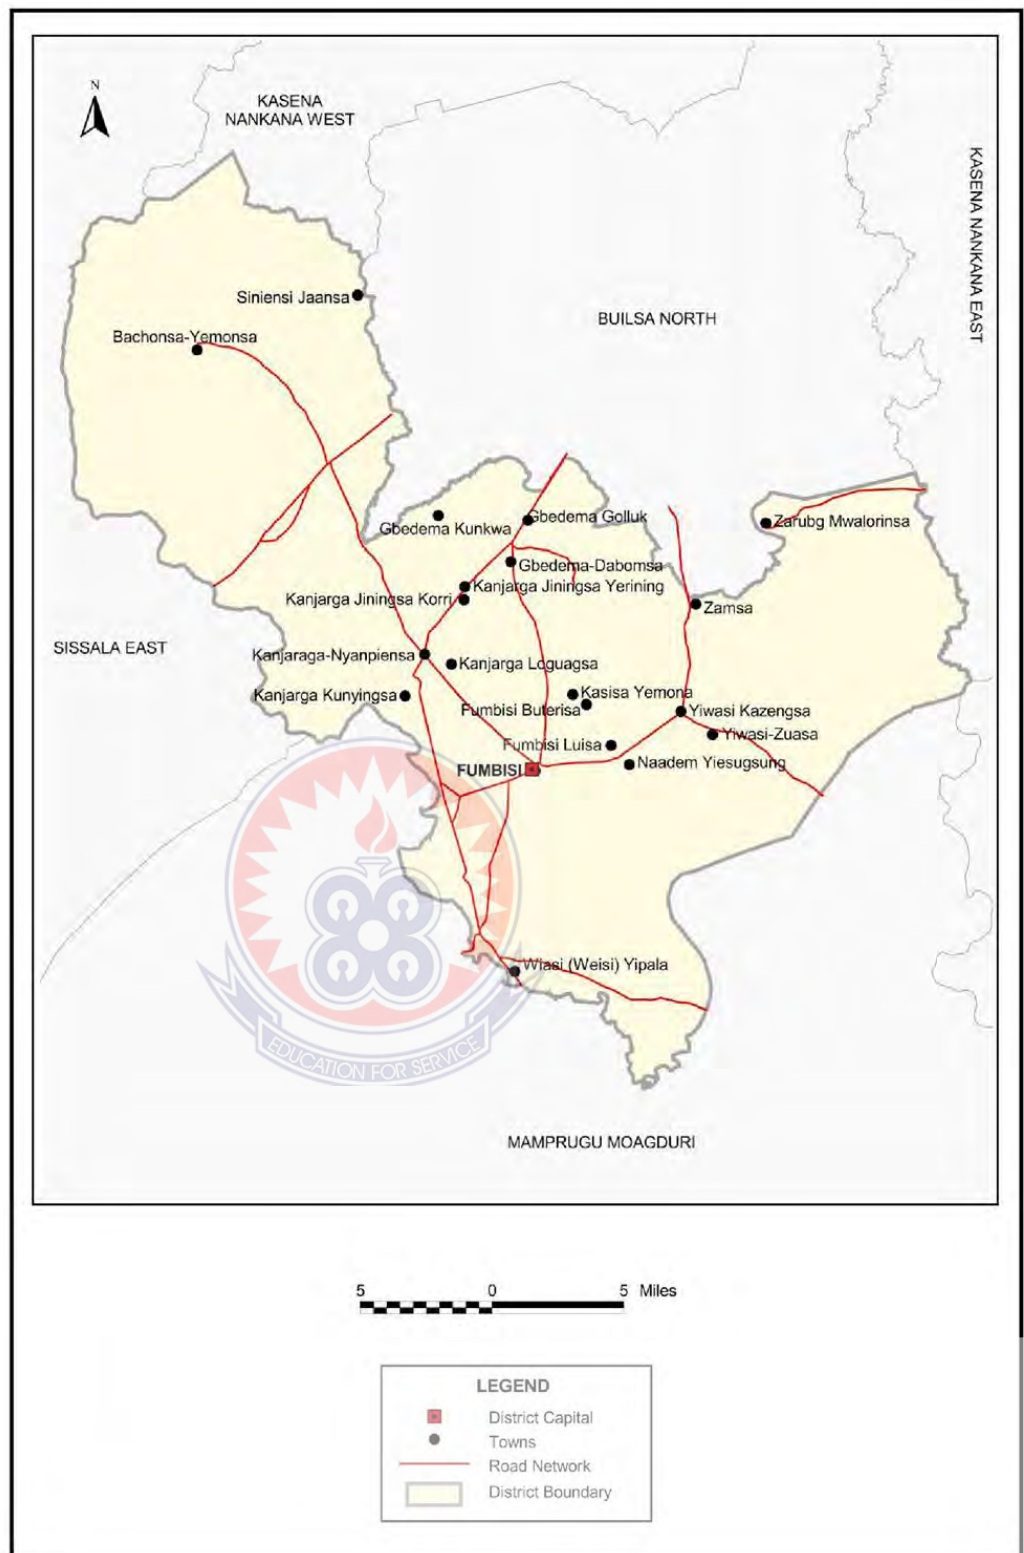 N
KASENA
NANKANA WEST
KASENA NANKANA EAST
Siniensi Jaansa
BUILSA NORTH
Bachonsa-Yemonsa
Gbedema Kunkwa
Gbedema Golluk
Zarubg Mwalorinsa
Gbedema-Dabomsa
Kanjarga Jiningsa Yerining
Kanjarga Jiningsa Korri
Zamsa
SISSALA EAST
Kanjaraga-Nyanpiensa
Kanjarga Loguagsa
Kanjarga Kunyingsa
Kasisa Yemona
Fumbisi Buterisa
Yiwasi Kazengsa
Yiwasi-Zuasa
Fumbisi Luisa
Naadem Yiesugsung
FUMBISI
Wiasi (Weisi) Yipala
EDUCATION FOR SERVICE
MAMPRUGU MOAGDURI
5 0 5 Miles
LEGEND
District Capital
Towns
Road Network
District Boundary